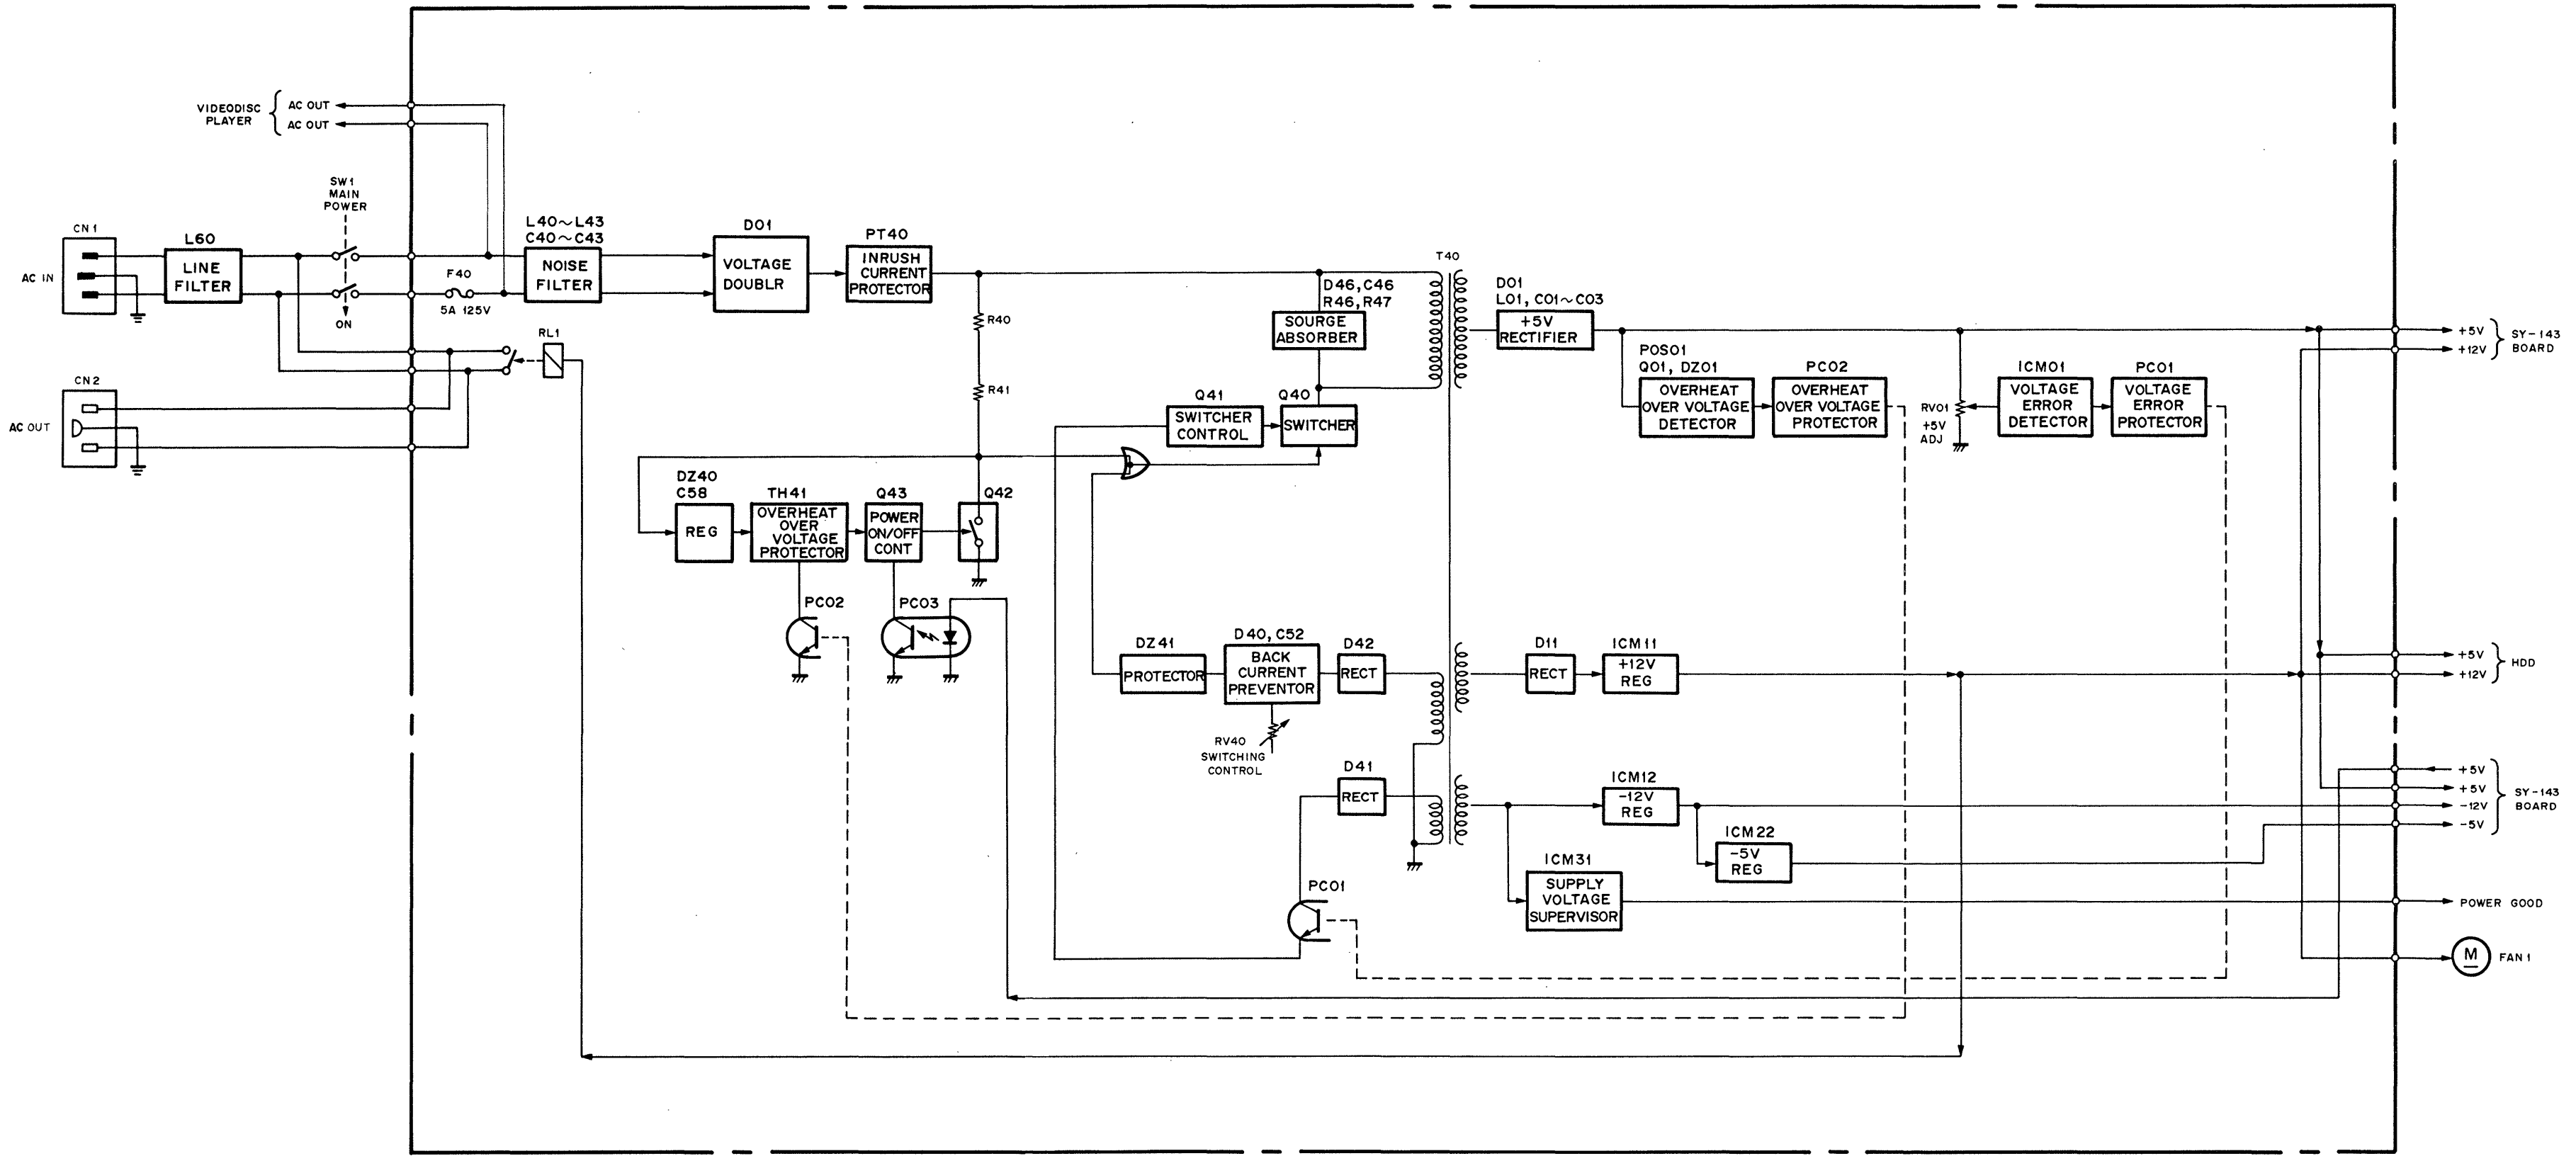 VIDEODISC
PLAYER
AC OUT
AC OUT
SW1
MAIN
POWER
ON
CN1
AC IN
L60
LINE
FILTER
F40
5A 125V
RL1
CN2
AC OUT
L40~L43
C40~C43
NOISE
FILTER
D01
VOLTAGE
DOUBLR
PT40
INRUSH
CURRENT
PROTECTOR
R40
R41
D46,C46
R46,R47
SOURGE
ABSORBER
T40
Q41
SWITCHER
CONTROL
Q40
SWITCHER
D01
L01, C01~C03
+5V
RECTIFIER
POS01
Q01, DZ01
OVERHEAT
OVER VOLTAGE
DETECTOR
PC02
OVERHEAT
OVER VOLTAGE
PROTECTOR
RV01
+5V
ADJ
ICM01
VOLTAGE
ERROR
DETECTOR
PC01
VOLTAGE
ERROR
PROTECTOR
+5V
+12V
SY-143
BOARD
DZ40
C58
REG
TH41
OVERHEAT
OVER
VOLTAGE
PROTECTOR
Q43
POWER
ON/OFF
CONT
Q42
PC02
PC03
DZ41
PROTECTOR
D40, C52
BACK
CURRENT
PREVENTOR
RV40
SWITCHING
CONTROL
D42
RECT
D11
RECT
ICM11
+12V
REG
+5V
+12V
HDD
D41
RECT
ICM12
-12V
REG
ICM22
-5V
REG
ICM31
SUPPLY
VOLTAGE
SUPERVISOR
PC01
+5V
+5V
-12V
-5V
SY-143
BOARD
POWER GOOD
M
FAN1